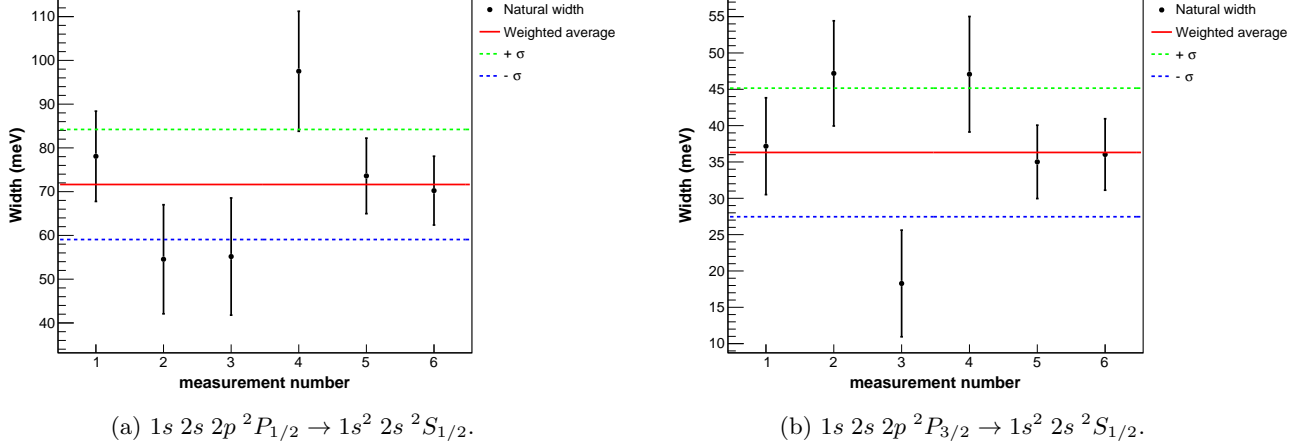 110
100
90
80
70
60
50
40
Width (meV)
1 2 3 4 5 6
measurement number
Natural width
Weighted average
+ σ
- σ
(a) 1s 2s 2p ²P₁/₂ → 1s² 2s ²S₁/₂.
55
50
45
40
35
30
25
20
15
10
Width (meV)
1 2 3 4 5 6
measurement number
Natural width
Weighted average
+ σ
- σ
(b) 1s 2s 2p ²P₃/₂ → 1s² 2s ²S₁/₂.